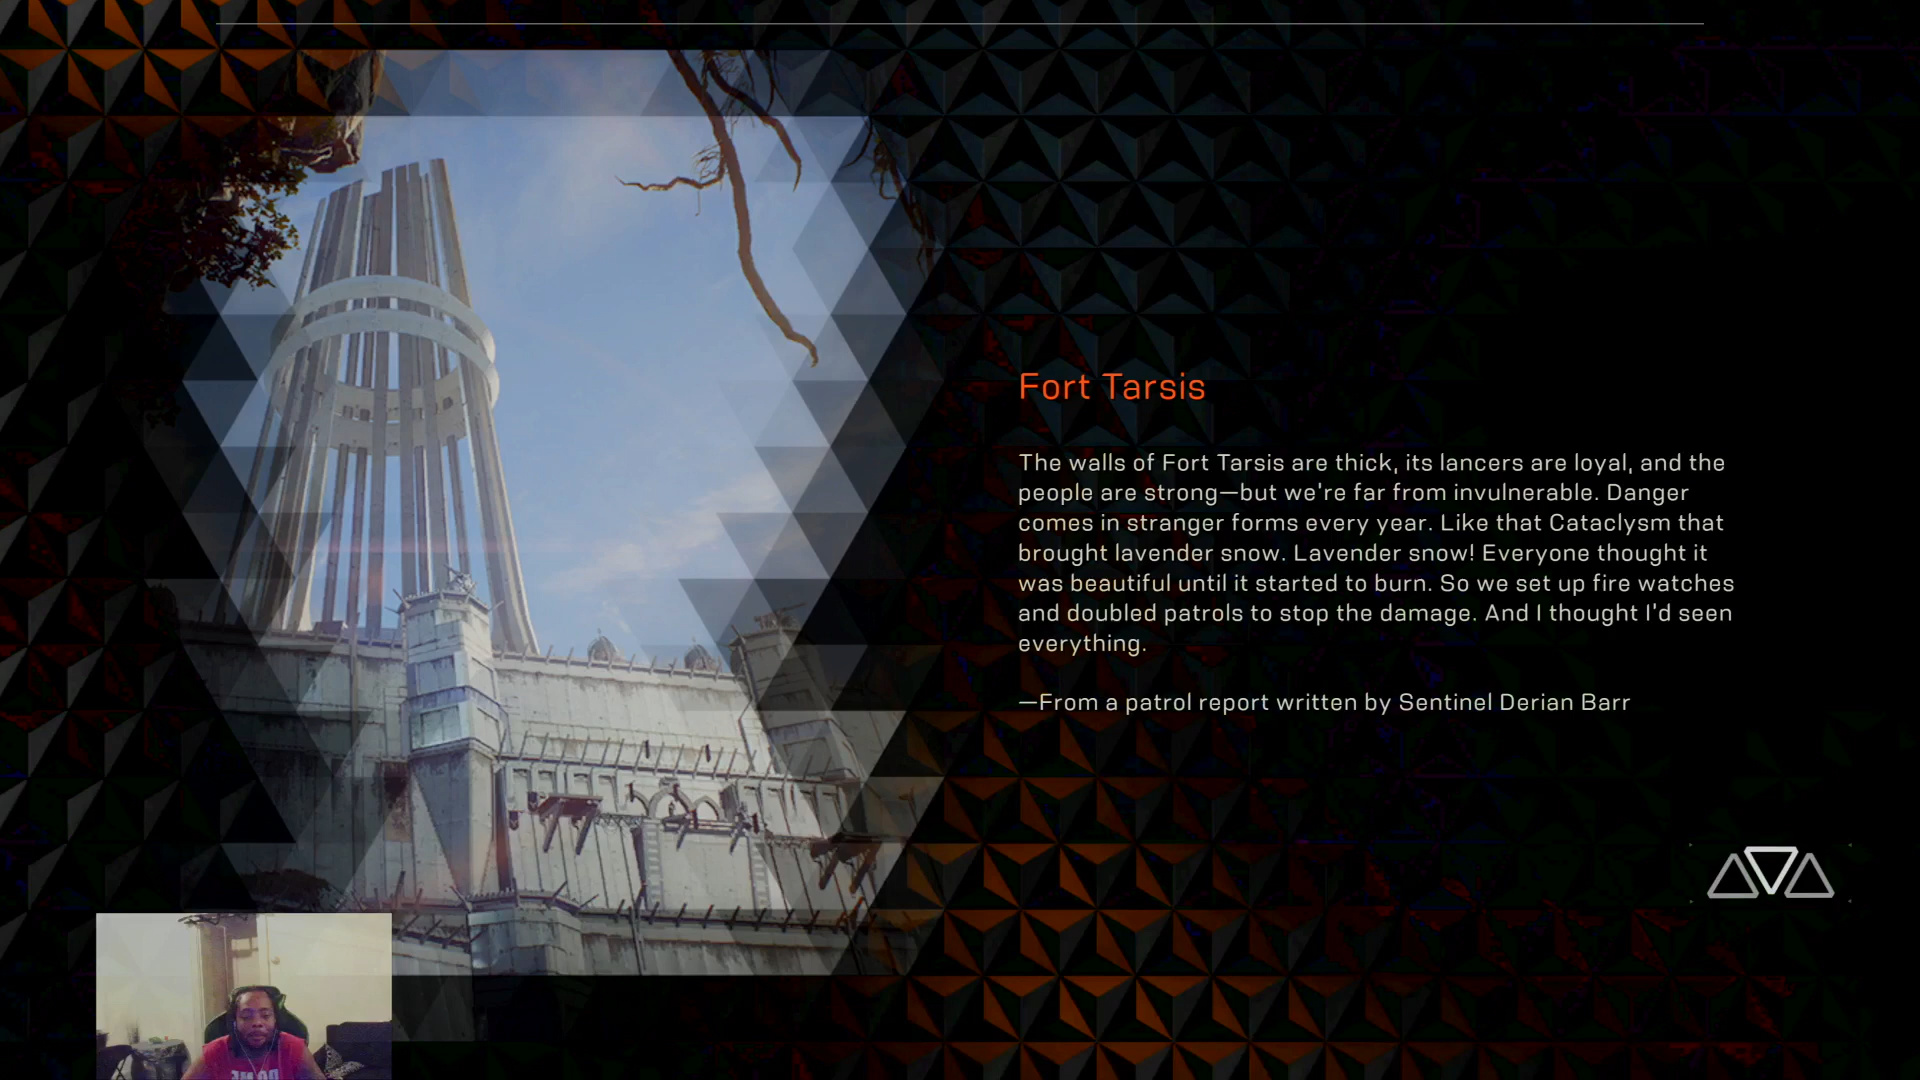 Fort Tarsis
The walls of Fort Tarsis are thick, its lancers are loyal, and the
people are strong—but we're far from invulnerable. Danger
comes in stranger forms every year. Like that Cataclysm that
brought lavender snow. Lavender snow! Everyone thought it
was beautiful until it started to burn. So we set up fire watches
and doubled patrols to stop the damage. And I thought I'd seen
everything.
—From a patrol report written by Sentinel Derian Barr